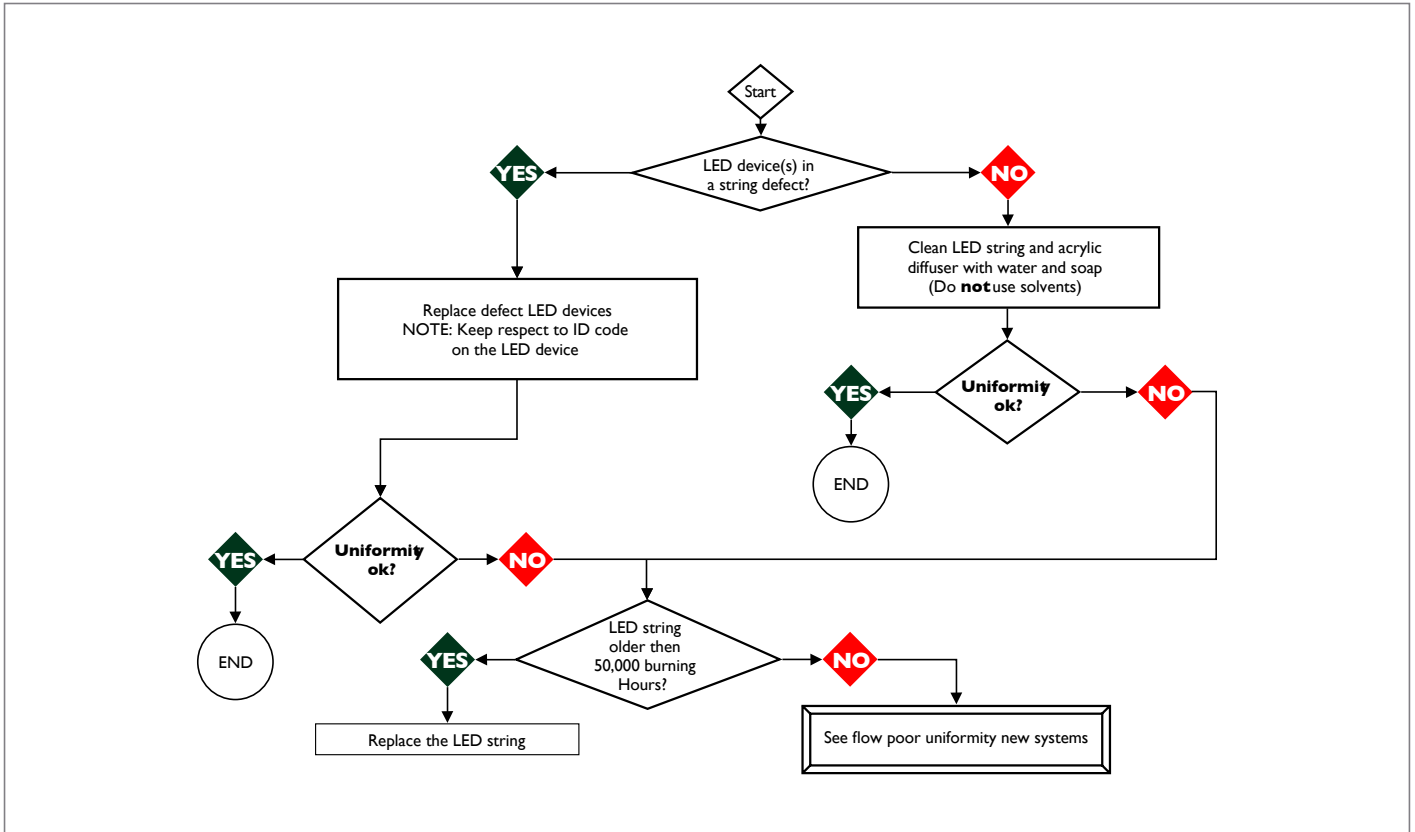 Start
LED device(s) in
a string defect?
YES
NO
Clean LED string and acrylic
diffuser with water and soap
(Do not use solvents)
Replace defect LED devices
NOTE: Keep respect to ID code
on the LED device
YES
Uniformity
ok?
NO
END
YES
Uniformity
ok?
NO
END
LED string
older then
50,000 burning
Hours?
YES
NO
Replace the LED string
See flow poor uniformity new systems